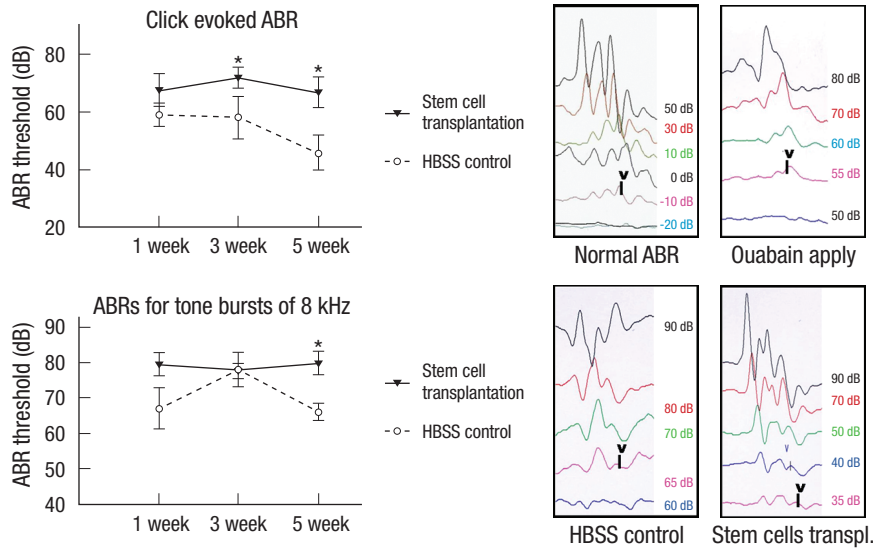 Click evoked ABR
ABR threshold (dB)
80
60
40
20
1 week
3 week
5 week
*
*
Stem cell
transplantation
HBSS control
50 dB
30 dB
10 dB
0 dB
V
-10 dB
-20 dB
Normal ABR
80 dB
70 dB
60 dB
V
55 dB
50 dB
Ouabain apply
ABRs for tone bursts of 8 kHz
ABR threshold (dB)
90
80
70
60
50
40
1 week
3 week
5 week
*
Stem cell
transplantation
HBSS control
90 dB
80 dB
70 dB
V
65 dB
60 dB
HBSS control
90 dB
70 dB
50 dB
V
40 dB
V
35 dB
Stem cells transpl.